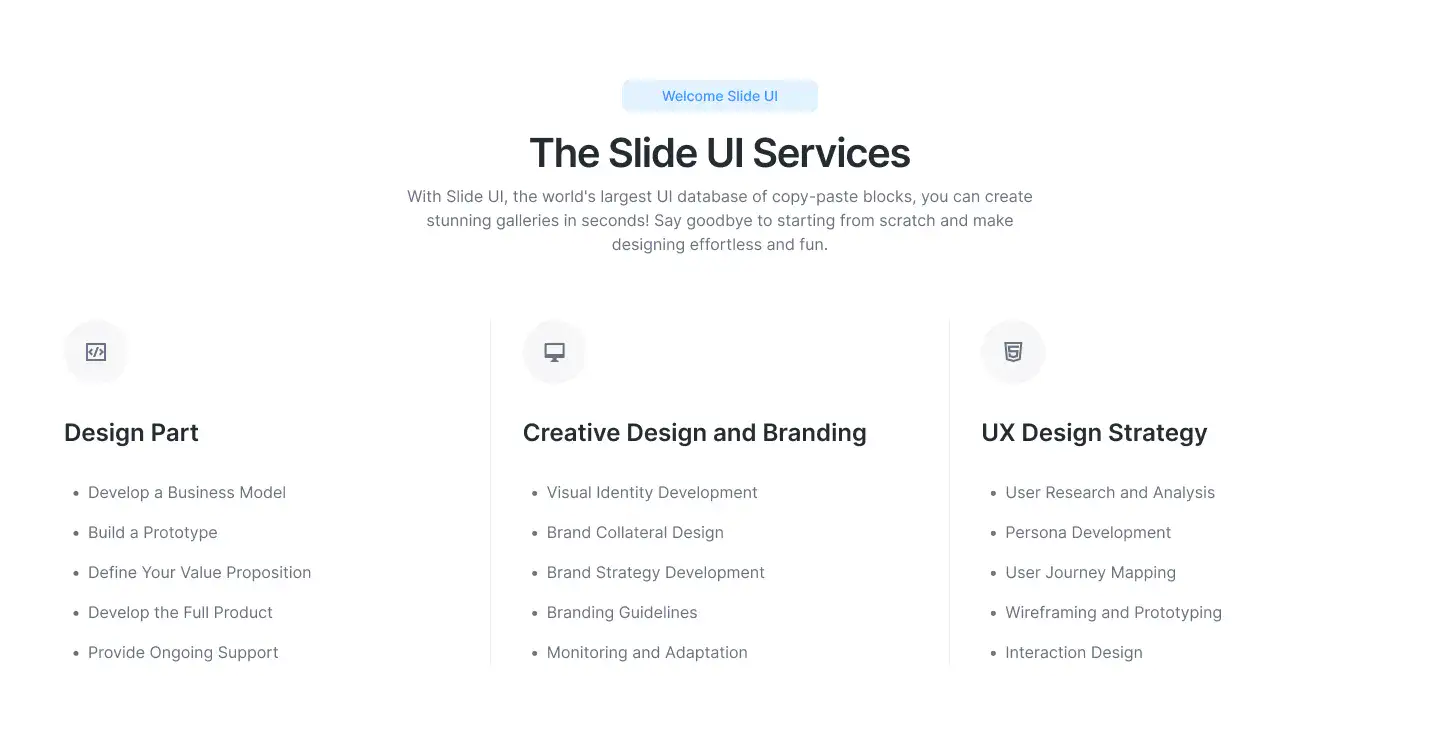 Welcome Slide UI
The Slide UI Services
With Slide UI, the world's largest UI database of copy-paste blocks, you can create
stunning galleries in seconds! Say goodbye to starting from scratch and make
designing effortless and fun.
Design Part
• Develop a Business Model
• Build a Prototype
• Define Your Value Proposition
• Develop the Full Product
• Provide Ongoing Support
Creative Design and Branding
• Visual Identity Development
• Brand Collateral Design
• Brand Strategy Development
• Branding Guidelines
• Monitoring and Adaptation
UX Design Strategy
• User Research and Analysis
• Persona Development
• User Journey Mapping
• Wireframing and Prototyping
• Interaction Design